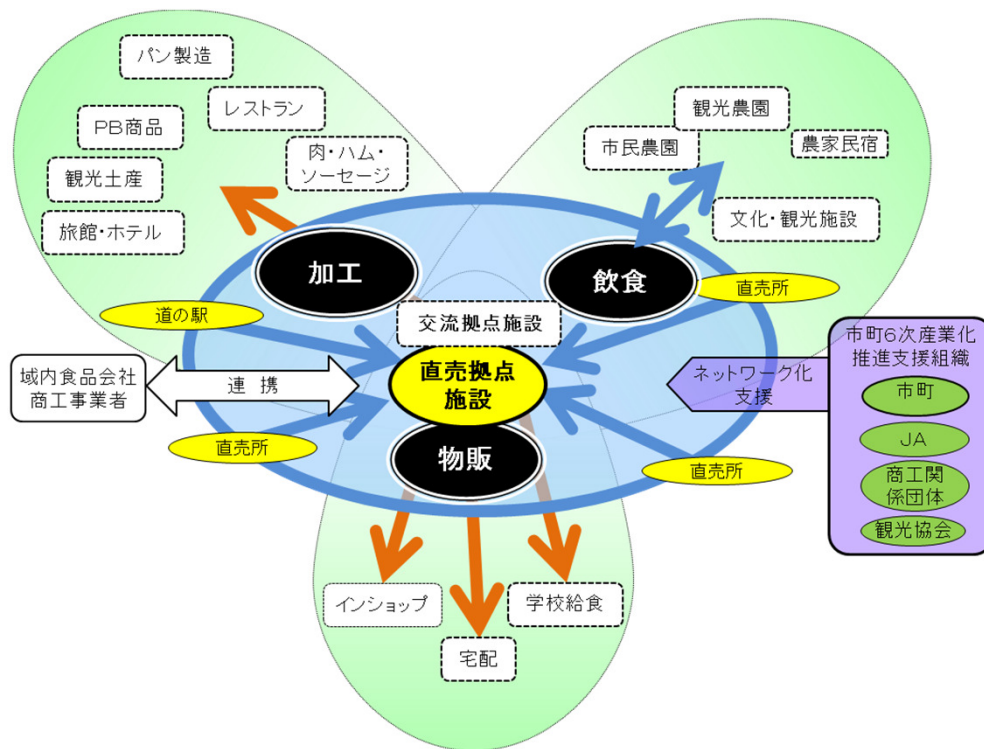 パン製造
レストラン
PB商品
肉・ハム・
ソーセージ
観光土産
旅館・ホテル
観光農園
市民農園
農家民宿
文化・観光施設
加工
飲食
道の駅
直売所
交流拠点施設
直売拠点
施設
域内食品会社
商工事業者
連 携
ネットワーク化
支援
市町6次産業化
推進支援組織
市町
JA
商工関
係団体
観光協会
直売所
物販
直売所
インショップ
学校給食
宅配